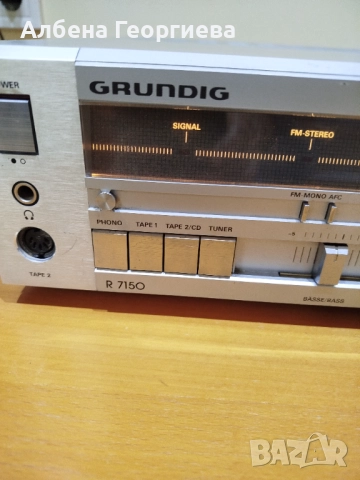 Албена Георгиева
OWER
GRUNDIG
SIGNAL
FM-STEREO
FM-MONO AFC
PHONO TAPE 1 TAPE 2/CD TUNER
TAPE 2
R 7150
BASSE-BASS
BAZAR